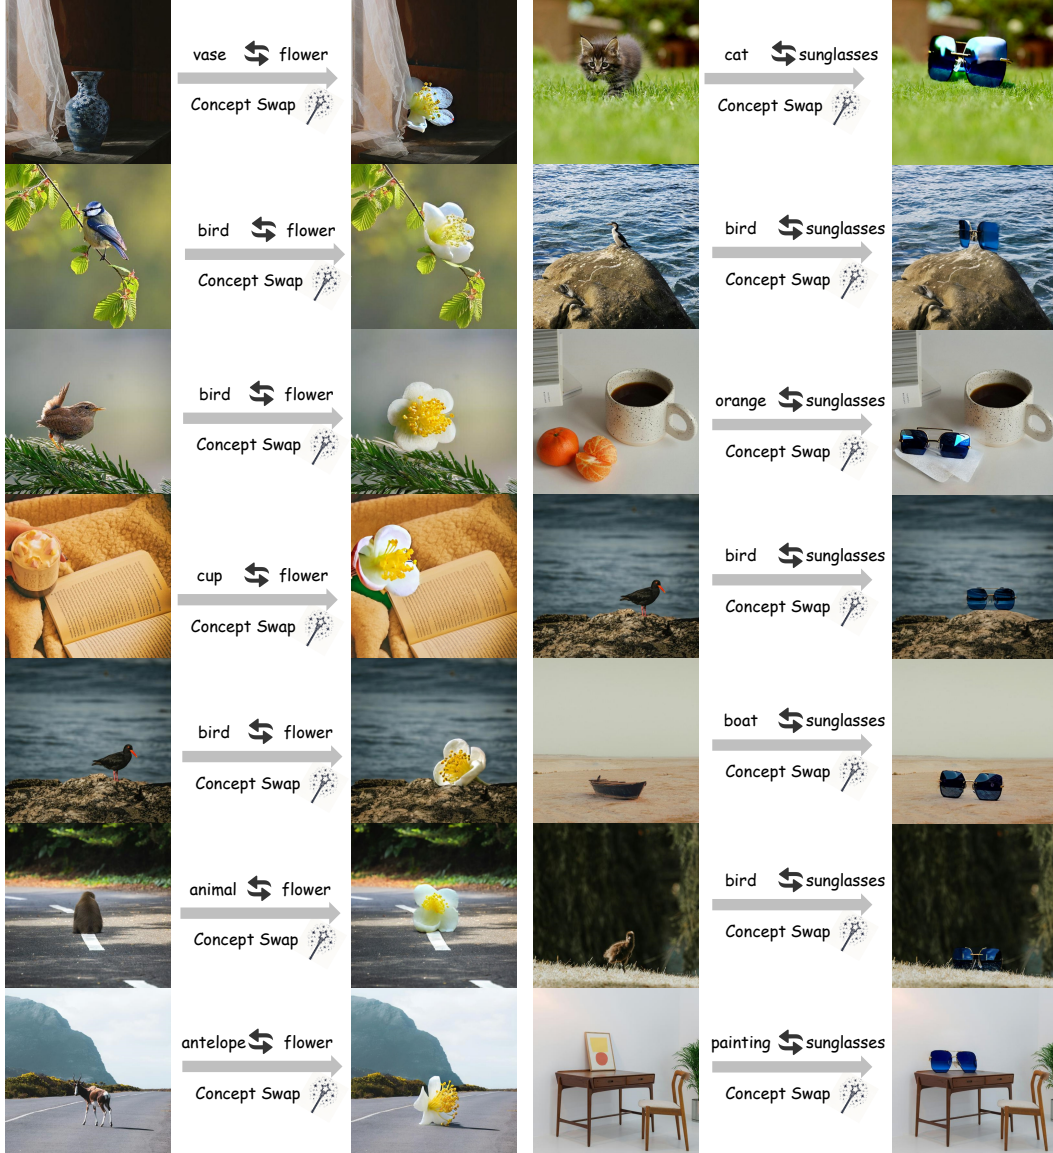 vase flower
Concept Swap
cat sunglasses
Concept Swap
bird flower
Concept Swap
bird sunglasses
Concept Swap
bird flower
Concept Swap
orange sunglasses
Concept Swap
cup flower
Concept Swap
bird sunglasses
Concept Swap
bird flower
Concept Swap
boat sunglasses
Concept Swap
animal flower
Concept Swap
bird sunglasses
Concept Swap
antelope flower
Concept Swap
painting sunglasses
Concept Swap